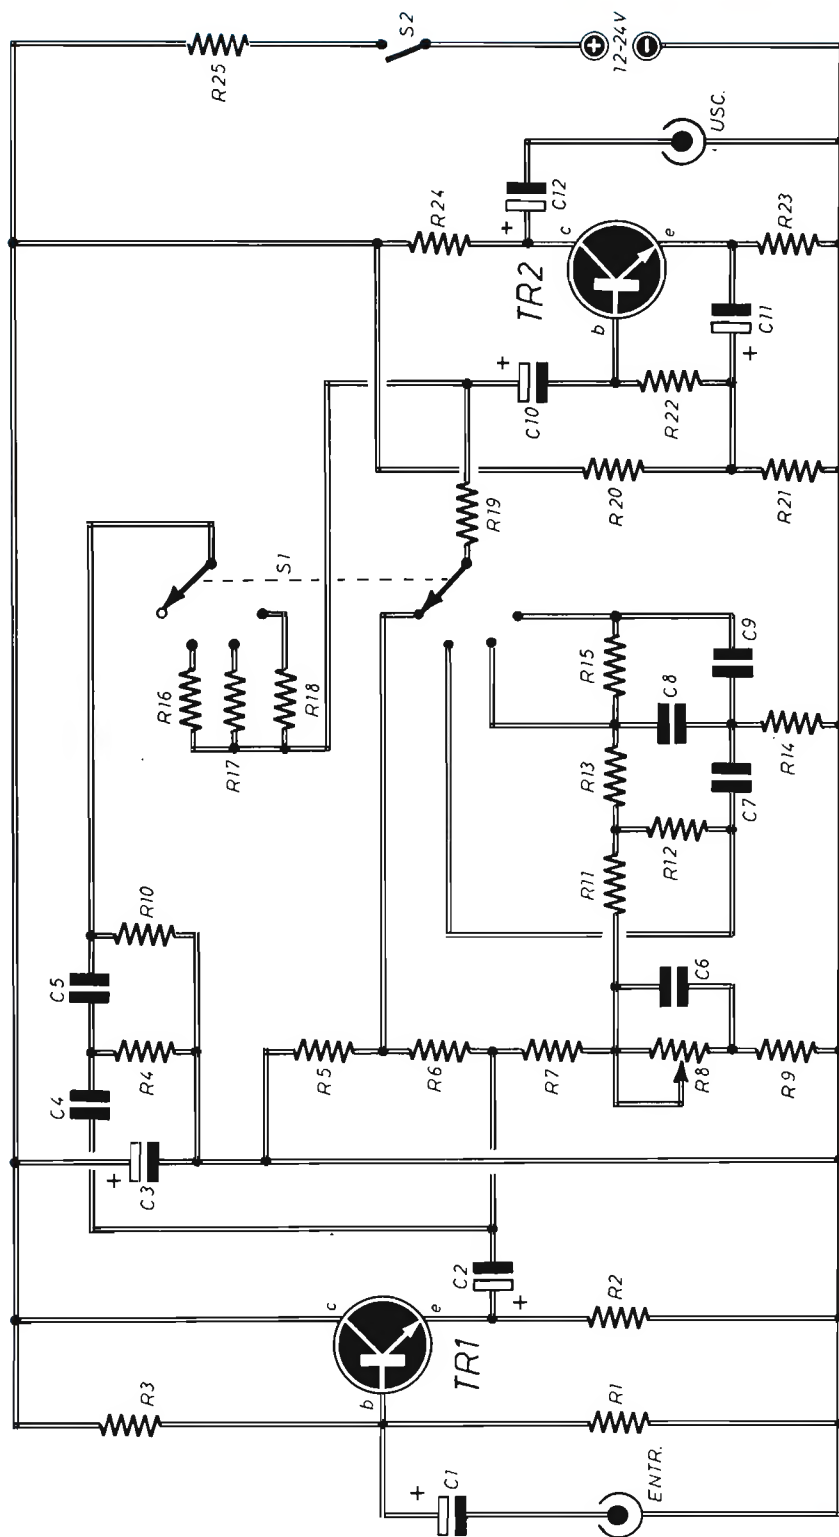 ENTR.
C1
+
R1
R3
b
c
e
TR1
C2
+
R2
C3
+
C4
R4
C5
R10
R5
R6
R7
R8
R9
C6
R11
R12
R13
C7
C8
R14
R15
C9
R16
R17
R18
S1
R19
R20
R21
R22
C10
+
C11
+
b
c
e
TR2
R23
R24
C12
+
USC.
12-24V
+
-
S2
R25